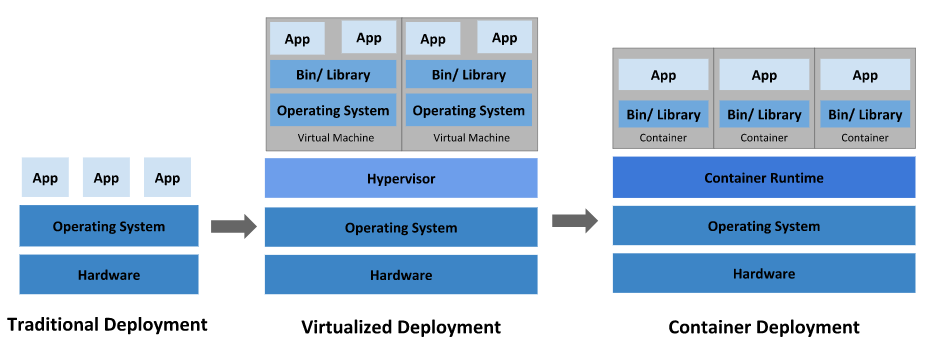 App App App
Operating System
Hardware
Traditional Deployment
App App App App
Bin/ Library Bin/ Library
Operating System Operating System
Virtual Machine Virtual Machine
Hypervisor
Operating System
Hardware
Virtualized Deployment
App App App
Bin/ Library Bin/ Library Bin/ Library
Container Container Container
Container Runtime
Operating System
Hardware
Container Deployment